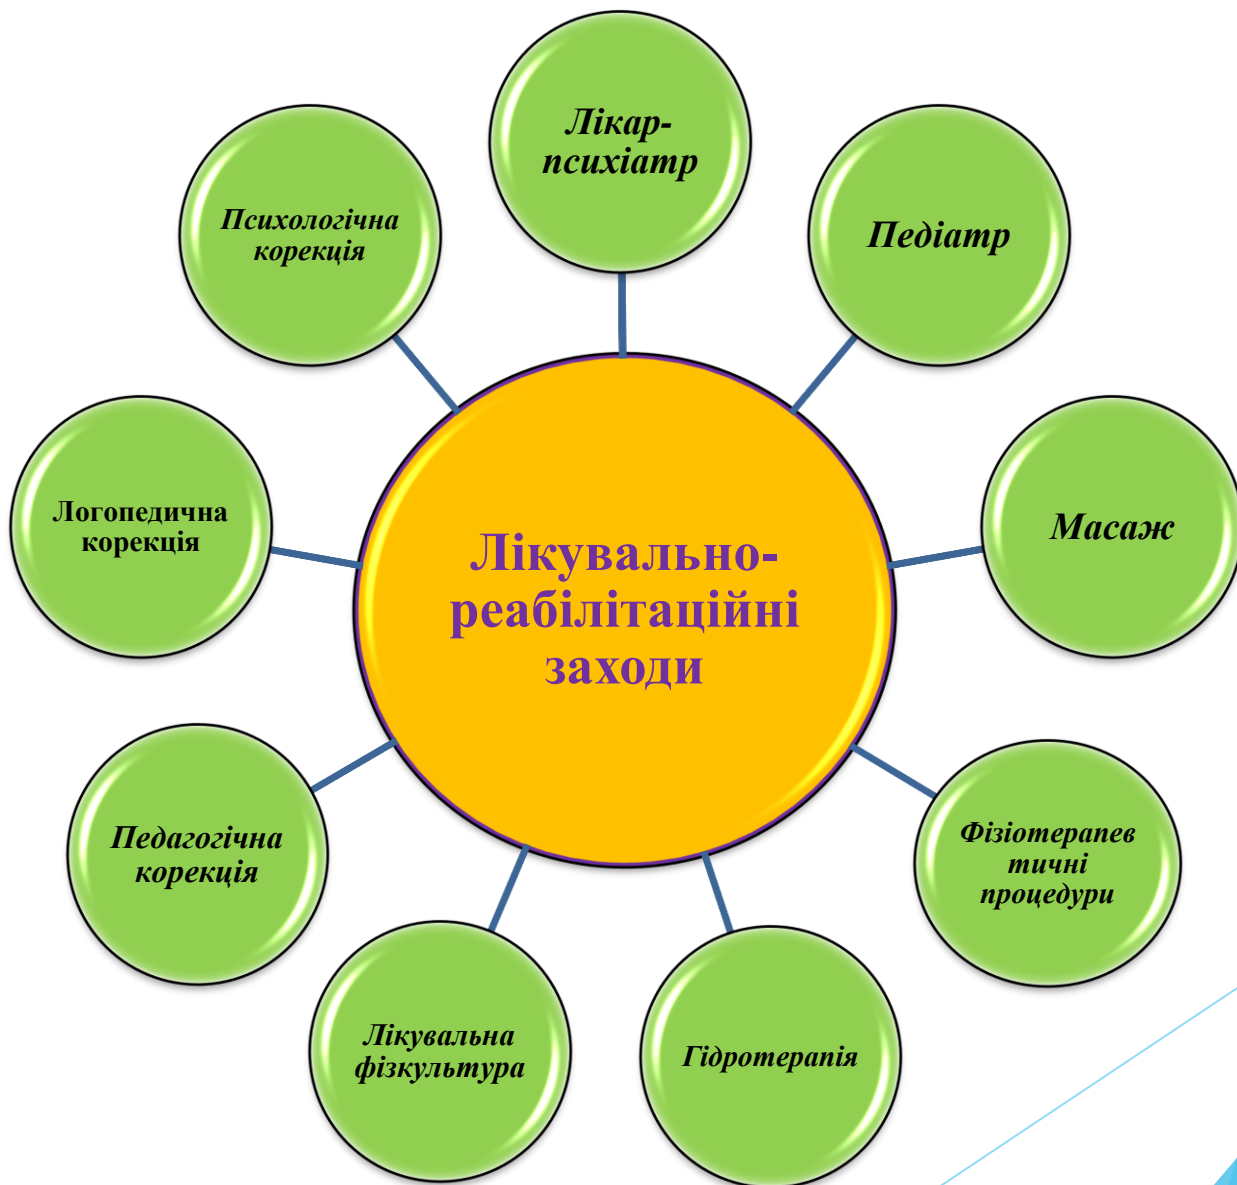 Лікар-
психіатр
Педіатр
Масаж
Фізіотерапев
тичні
процедури
Гідротерапія
Лікувальна
фізкультура
Педагогічна
корекція
Логопедична
корекція
Психологічна
корекція
Лікувально-
реабілітаційні
заходи